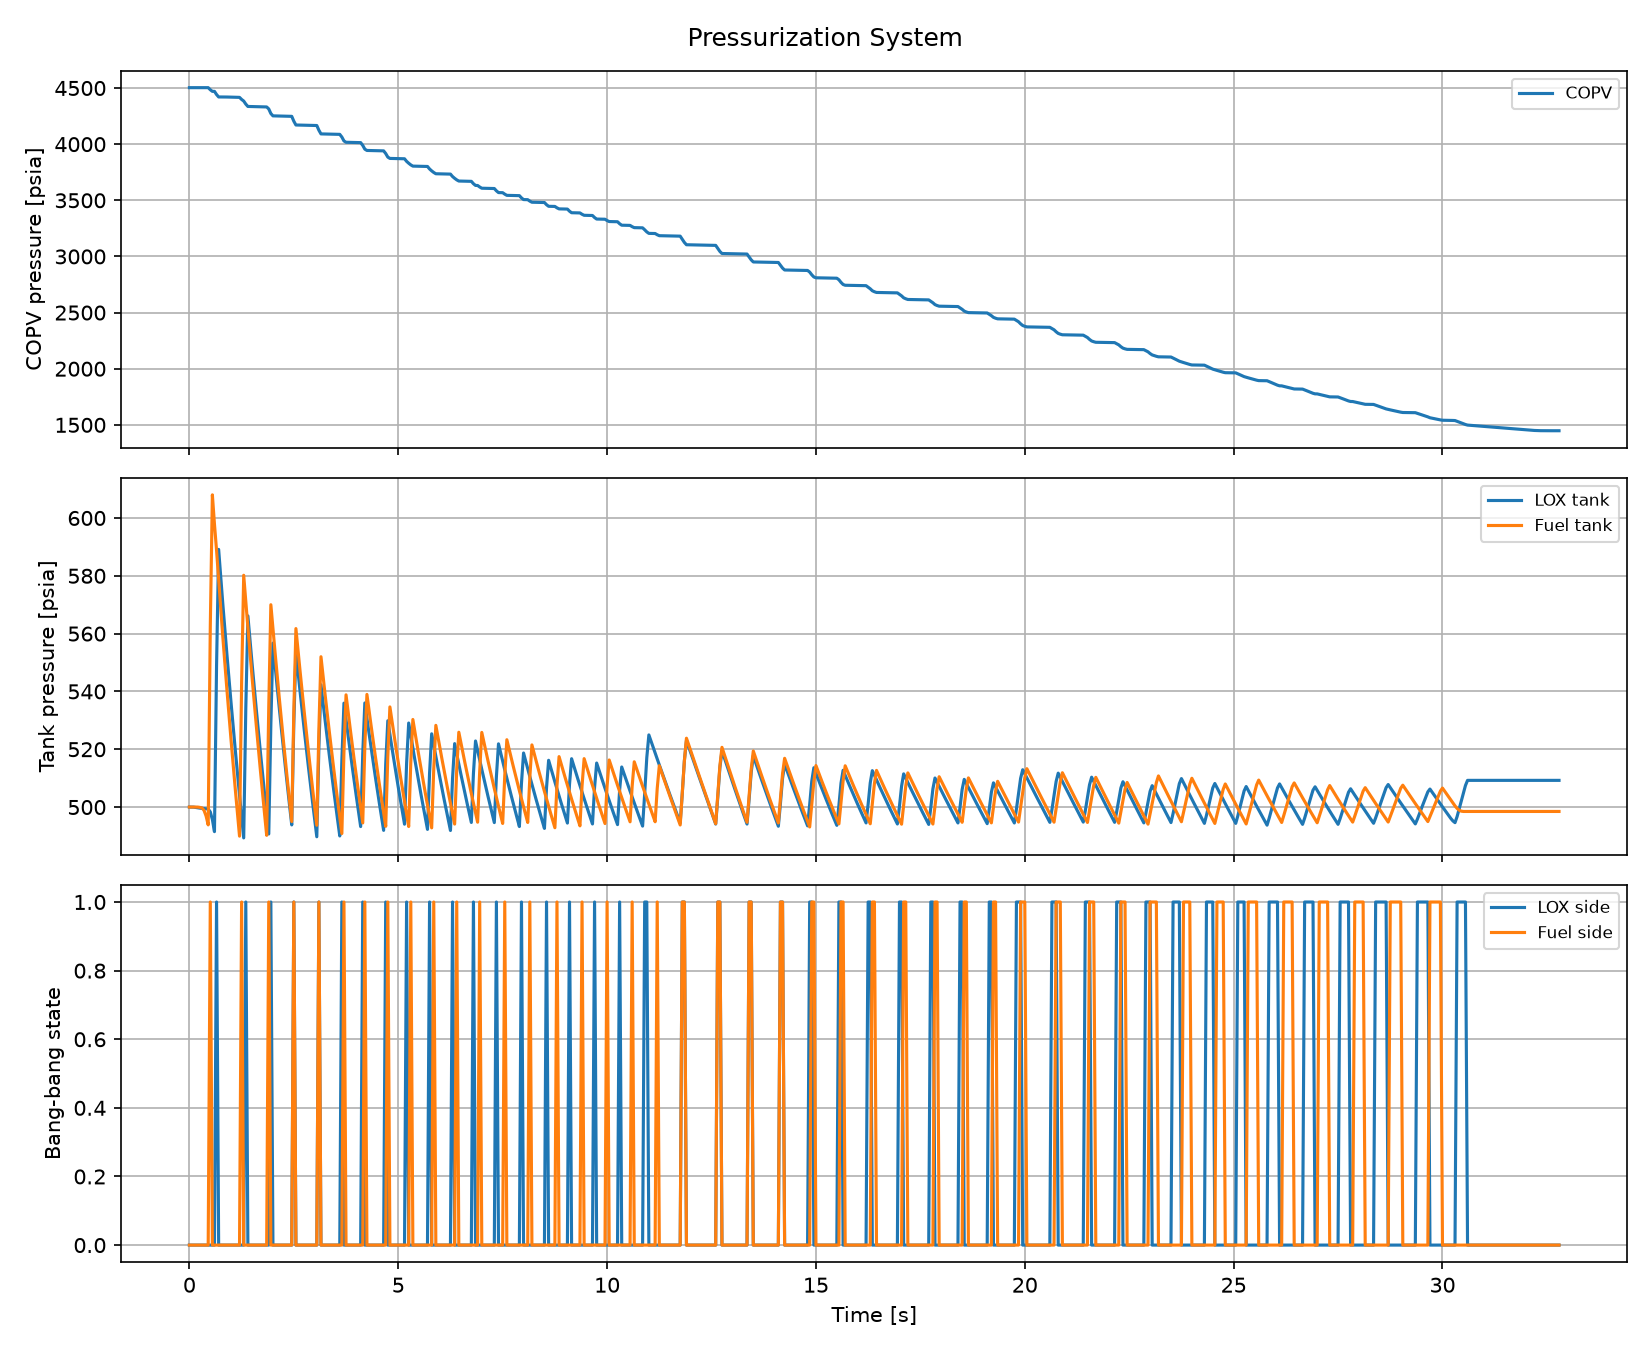 Pressurization System
COPV pressure [psia]
4500
4000
3500
3000
2500
2000
1500
COPV
Tank pressure [psia]
600
580
560
540
520
500
LOX tank
Fuel tank
Bang-bang state
1.0
0.8
0.6
0.4
0.2
0.0
LOX side
Fuel side
0 5 10 15 20 25 30
Time [s]